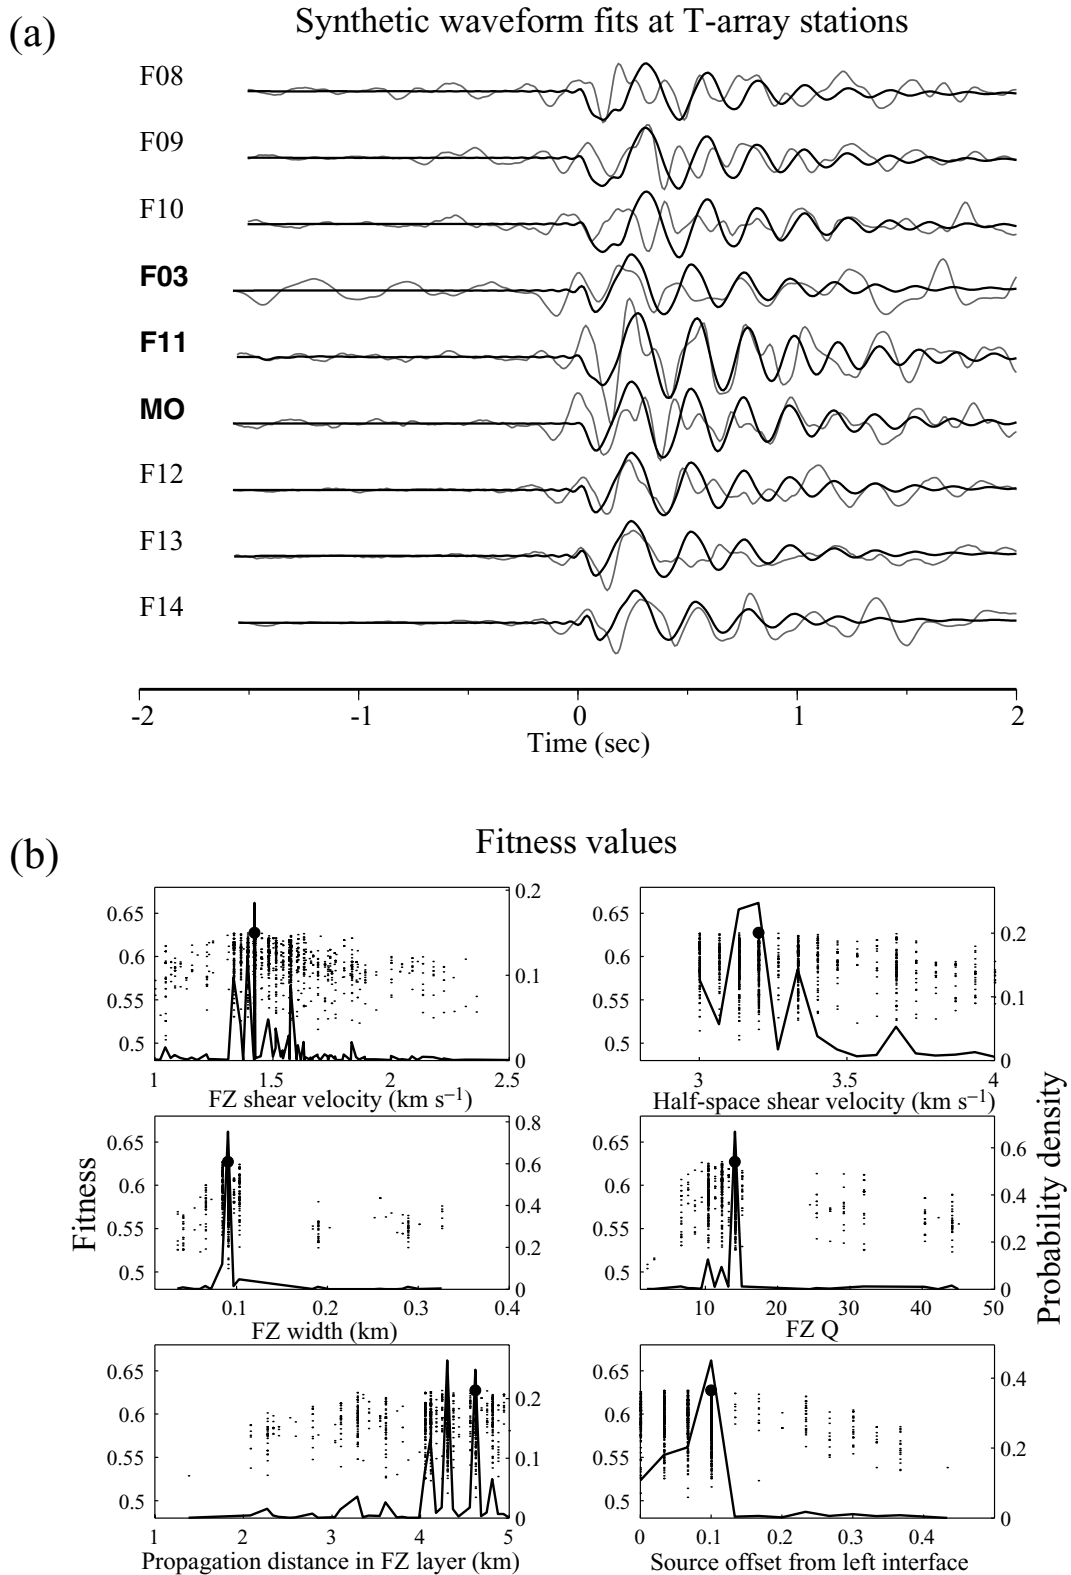 (a)
Synthetic waveform fits at T-array stations
F08
F09
F10
F03
F11
MO
F12
F13
F14
-2 -1 0 1 2
Time (sec)
(b)
Fitness values
Fitness
Probability density
0.65
0.6
0.55
0.5
0.2
0.1
0
1 1.5 2 2.5
FZ shear velocity (km s⁻¹)
0.65
0.6
0.55
0.5
0.2
0.1
0
3 3.5 4
Half-space shear velocity (km s⁻¹)
0.65
0.6
0.55
0.5
0.8
0.6
0.4
0.2
0
0.1 0.2 0.3 0.4
FZ width (km)
0.65
0.6
0.55
0.5
0.6
0.4
0.2
0
10 20 30 40 50
FZ Q
0.65
0.6
0.55
0.5
0.2
0.1
0
1 2 3 4 5
Propagation distance in FZ layer (km)
0.65
0.6
0.55
0.5
0.4
0.2
0
0 0.1 0.2 0.3 0.4
Source offset from left interface